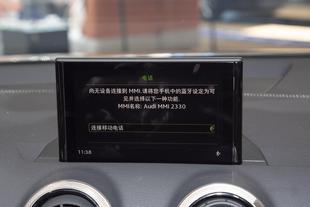 电话
尚无设备连接到 MMI.请将您手机中的蓝牙设定为可
见并选择以下一种功能.
MMI名称: Audi MMI 2330
连接移动电话
11:38